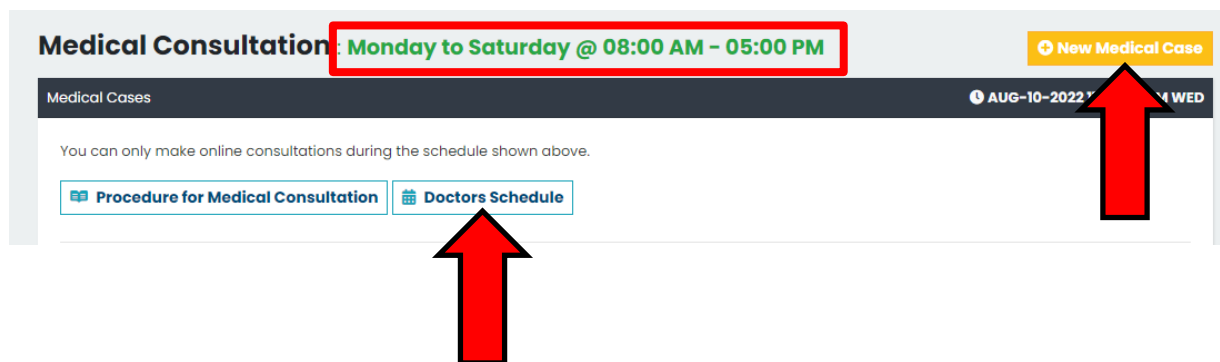 Medical Consultation : Monday to Saturday @ 08:00 AM - 05:00 PM
New Medical Case
Medical Cases
AUG-10-2022 WED
You can only make online consultations during the schedule shown above.
Procedure for Medical Consultation
Doctors Schedule